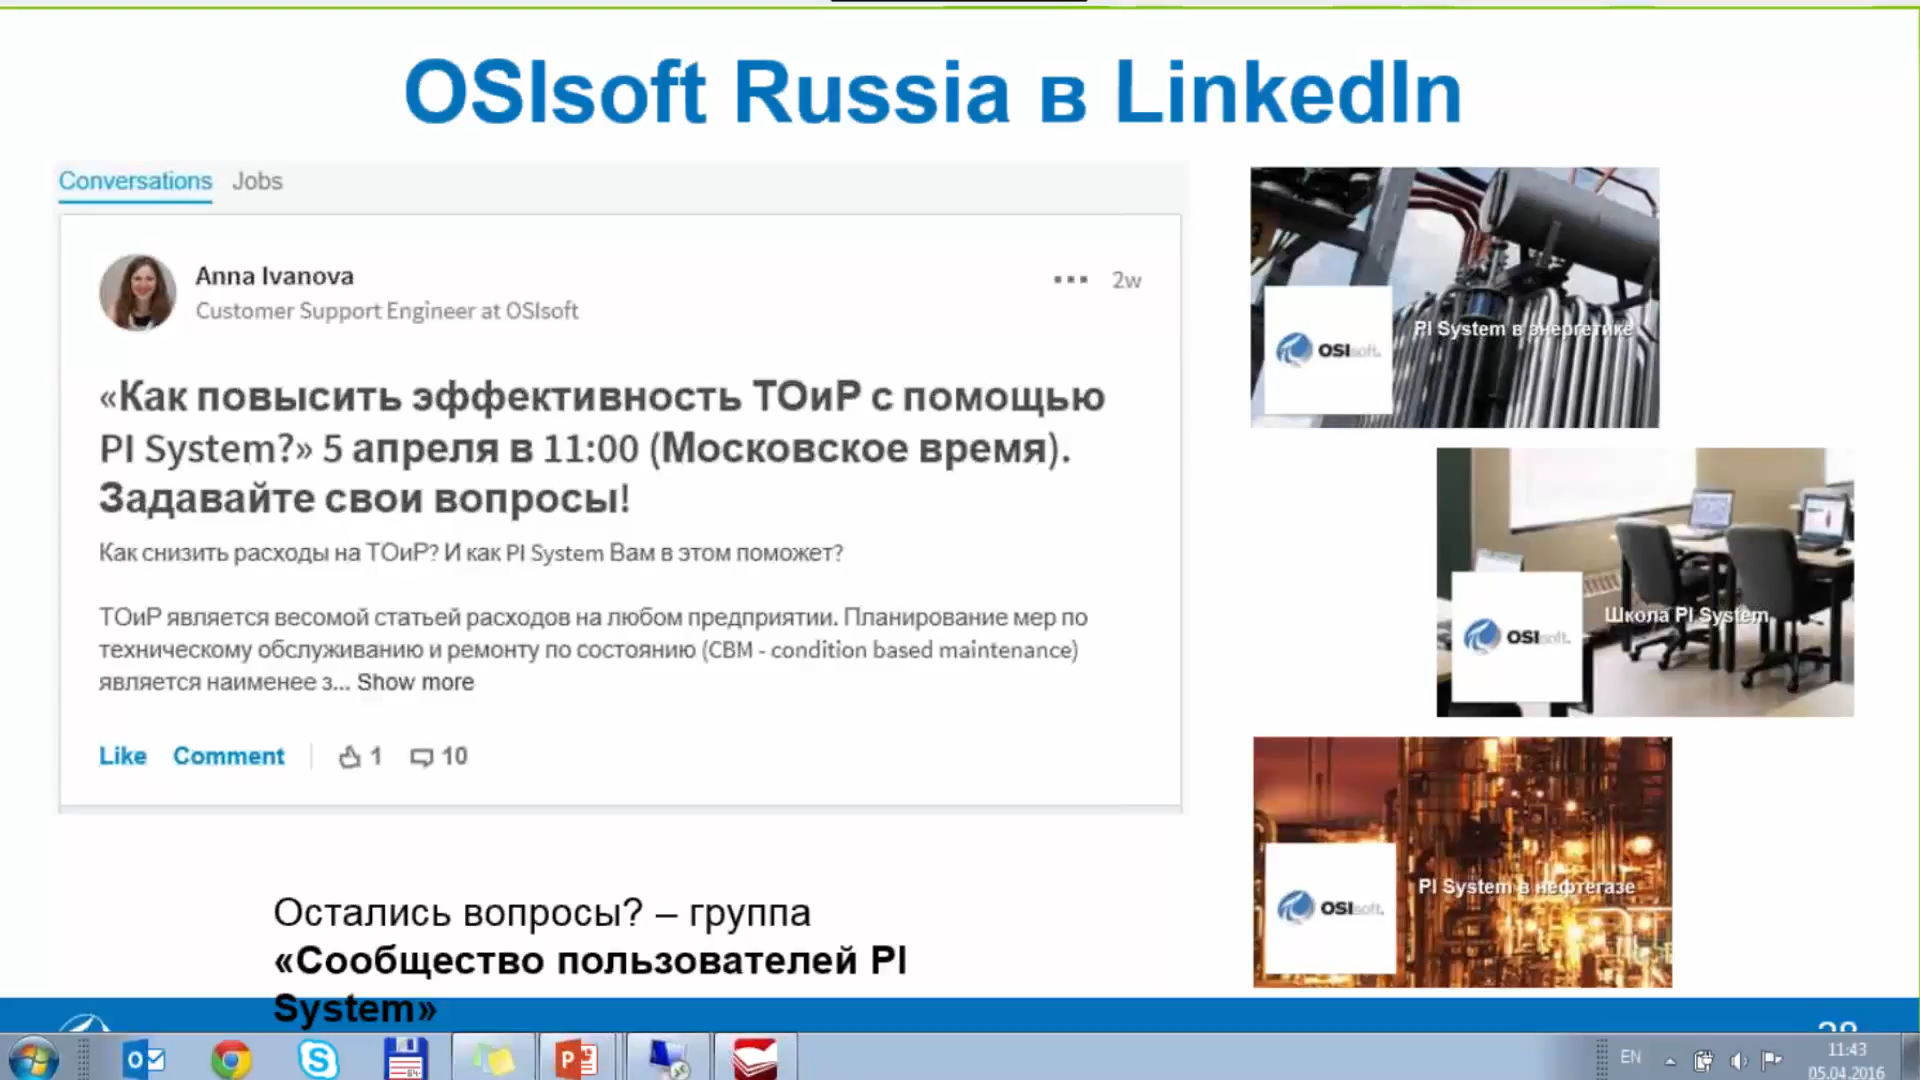 OSIsoft Russia в LinkedIn
Conversations Jobs
Anna Ivanova
2w
Customer Support Engineer at OSIsoft
«Как повысить эффективность ТОиР с помощью
PI System?» 5 апреля в 11:00 (Московское время).
Задавайте свои вопросы!
Как снизить расходы на ТОиР? И как PI System Вам в этом поможет?
ТОиР является весомой статьей расходов на любом предприятии. Планирование мер по
техническому обслуживанию и ремонту по состоянию (CBM - condition based maintenance)
является наименее з... Show more
Like Comment 1 10
OSIsoft.
PI System в энергетике
OSIsoft.
Школа PI System
OSIsoft.
PI System в нефтегазе
Остались вопросы? – группа
«Сообщество пользователей PI
System»
EN
11:43
05.04.2016